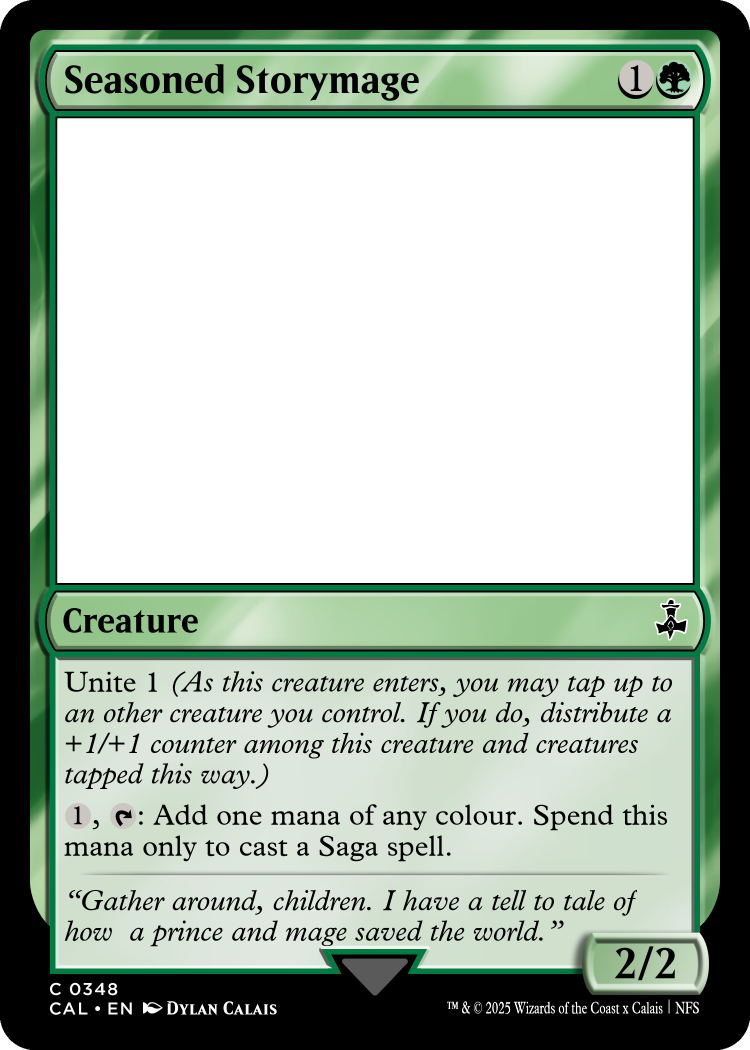 Seasoned Storymage 1
Creature
Unite 1 (As this creature enters, you may tap up to
an other creature you control. If you do, distribute a
+1/+1 counter among this creature and creatures
tapped this way.)
1, : Add one mana of any colour. Spend this
mana only to cast a Saga spell.
“Gather around, children. I have a tell to tale of
how  a prince and mage saved the world.”
2/2
C 0348
CAL • EN Dylan Calais
™ & © 2025 Wizards of the Coast x Calais | NFS